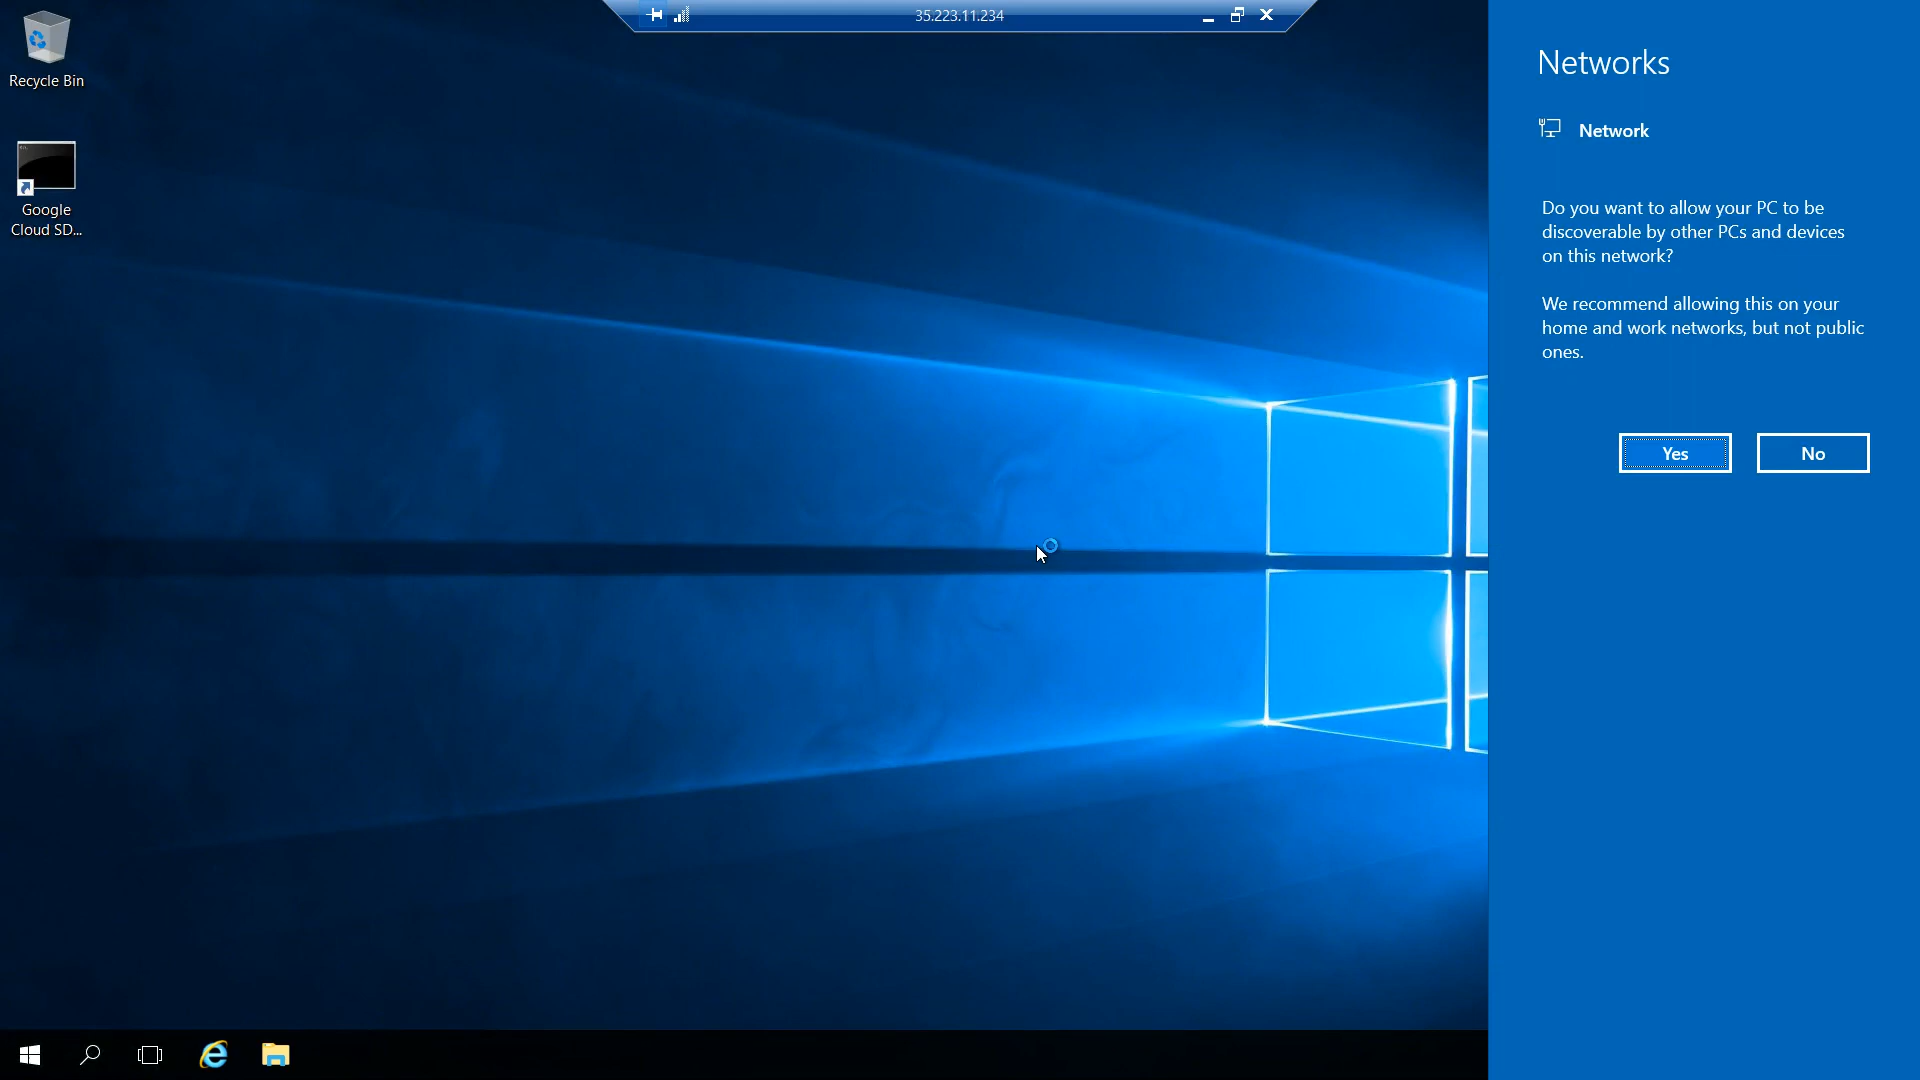 35.223.11.234
Recycle Bin
Google
Cloud SD...
Networks
Network
Do you want to allow your PC to be
discoverable by other PCs and devices
on this network?
We recommend allowing this on your
home and work networks, but not public
ones.
Yes
No